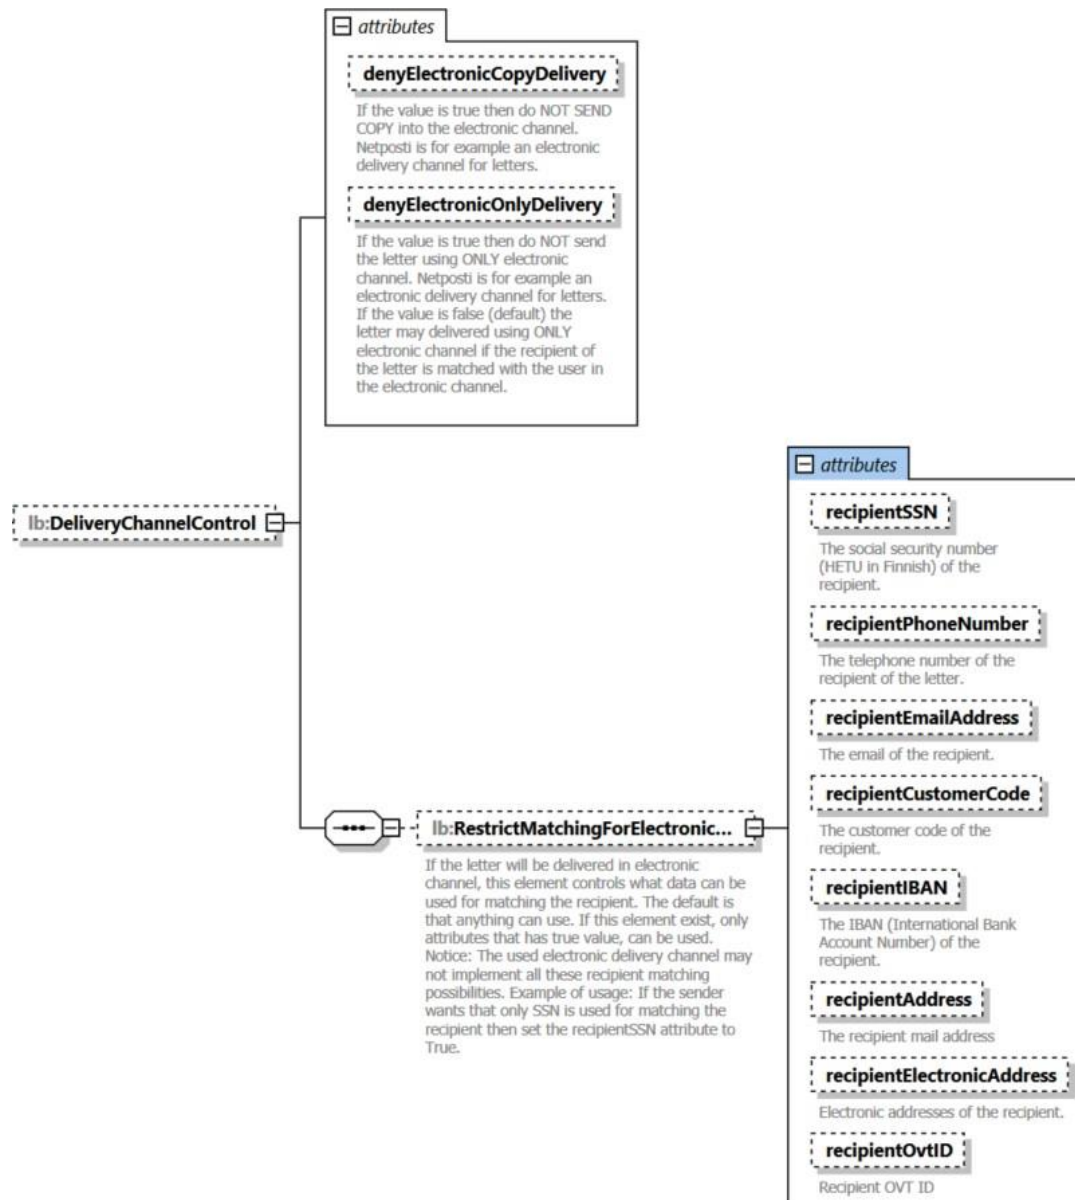 attributes
denyElectronicCopyDelivery
If the value is true then do NOT SEND
COPY into the electronic channel.
Netposti is for example an electronic
delivery channel for letters.
denyElectronicOnlyDelivery
If the value is true then do NOT send
the letter using ONLY electronic
channel. Netposti is for example an
electronic delivery channel for letters.
If the value is false (default) the
letter may delivered using ONLY
electronic channel if the recipient of
the letter is matched with the user in
the electronic channel.
lb:DeliveryChannelControl
lb:RestrictMatchingForElectronic...
If the letter will be delivered in electronic
channel, this element controls what data can be
used for matching the recipient. The default is
that anything can use. If this element exist, only
attributes that has true value, can be used.
Notice: The used electronic delivery channel may
not implement all these recipient matching
possibilities. Example of usage: If the sender
wants that only SSN is used for matching the
recipient then set the recipientSSN attribute to
True.
attributes
recipientSSN
The social security number
(HETU in Finnish) of the
recipient.
recipientPhoneNumber
The telephone number of the
recipient of the letter.
recipientEmailAddress
The email of the recipient.
recipientCustomerCode
The customer code of the
recipient.
recipientIBAN
The IBAN (International Bank
Account Number) of the
recipient.
recipientAddress
The recipient mail address
recipientElectronicAddress
Electronic addresses of the recipient.
recipientOvtID
Recipient OVT ID